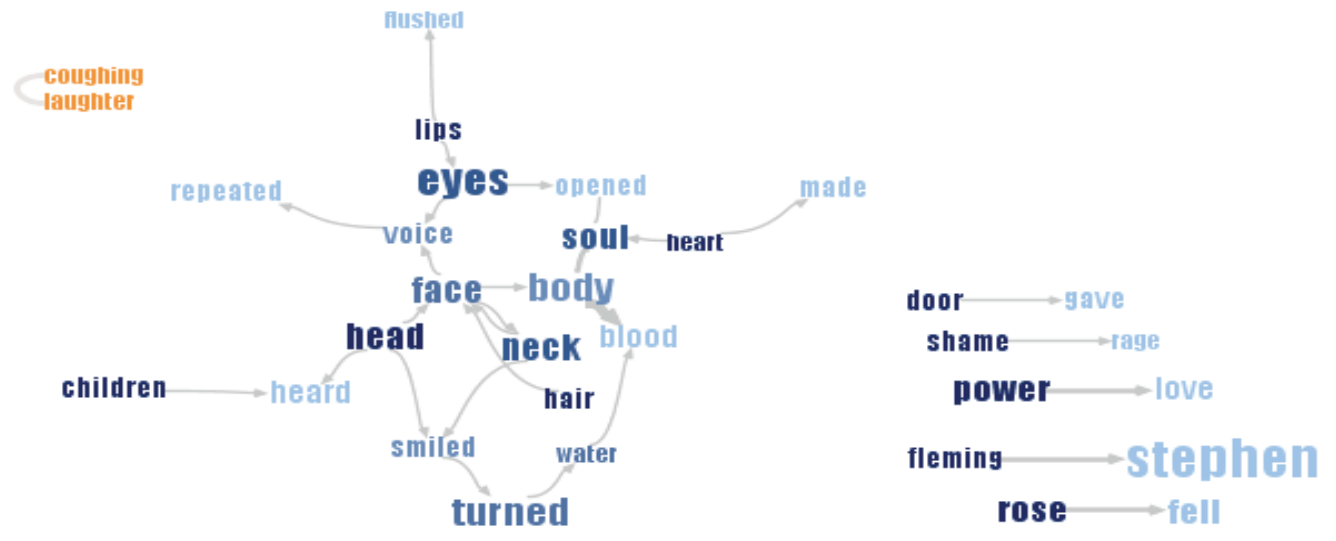 flushed
coughing
laughter
lips
eyes
opened
repeated
made
voice
soul
heart
face
body
door
gave
head
neck
blood
shame
rage
children
heard
hair
power
love
smiled
water
fleming
stephen
turned
rose
fell